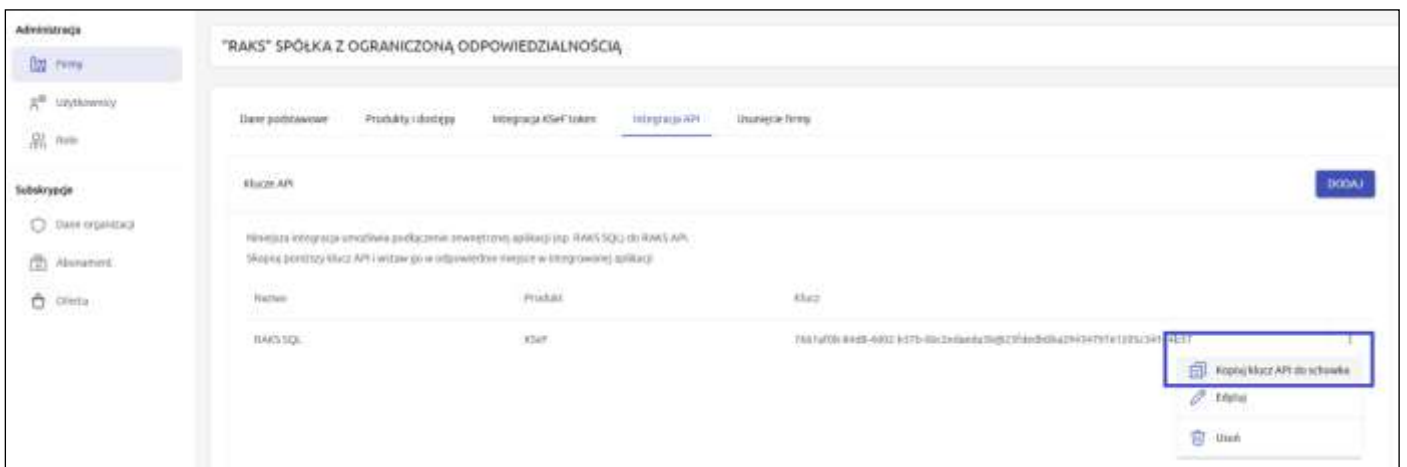 Administracja
Firmy
Użytkownicy
Role
Subskrypcje
Dane organizacji
Abonament
Oferta
"RAKS" SPÓŁKA Z OGRANICZONĄ ODPOWIEDZIALNOŚCIĄ
Dane podstawowe Produkty i dostępy Integracja KSeF token Integracja API Usunięcie firmy
Klucze API
DODAJ
Niniejsza integracja umożliwia podłączenie zewnętrznej aplikacji (np. RAKS SQL) do RAKS API.
Skopiuj poniższy klucz API i wstaw go w odpowiednie miejsce w integrowanej aplikacji
Nazwa Produkt Klucz
RAKS SQL KSeF
Kopiuj klucz API do schowka
Edytuj
Usuń